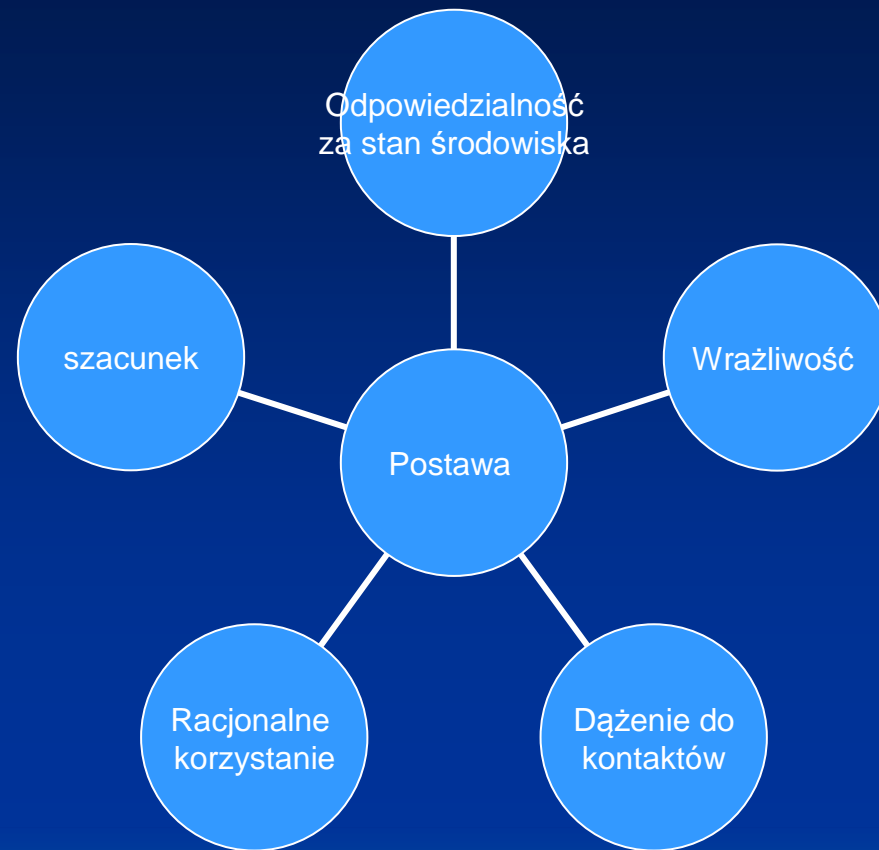 Odpowiedzialność
za stan środowiska
szacunek
Wrażliwość
Postawa
Racjonalne
korzystanie
Dążenie do
kontaktów